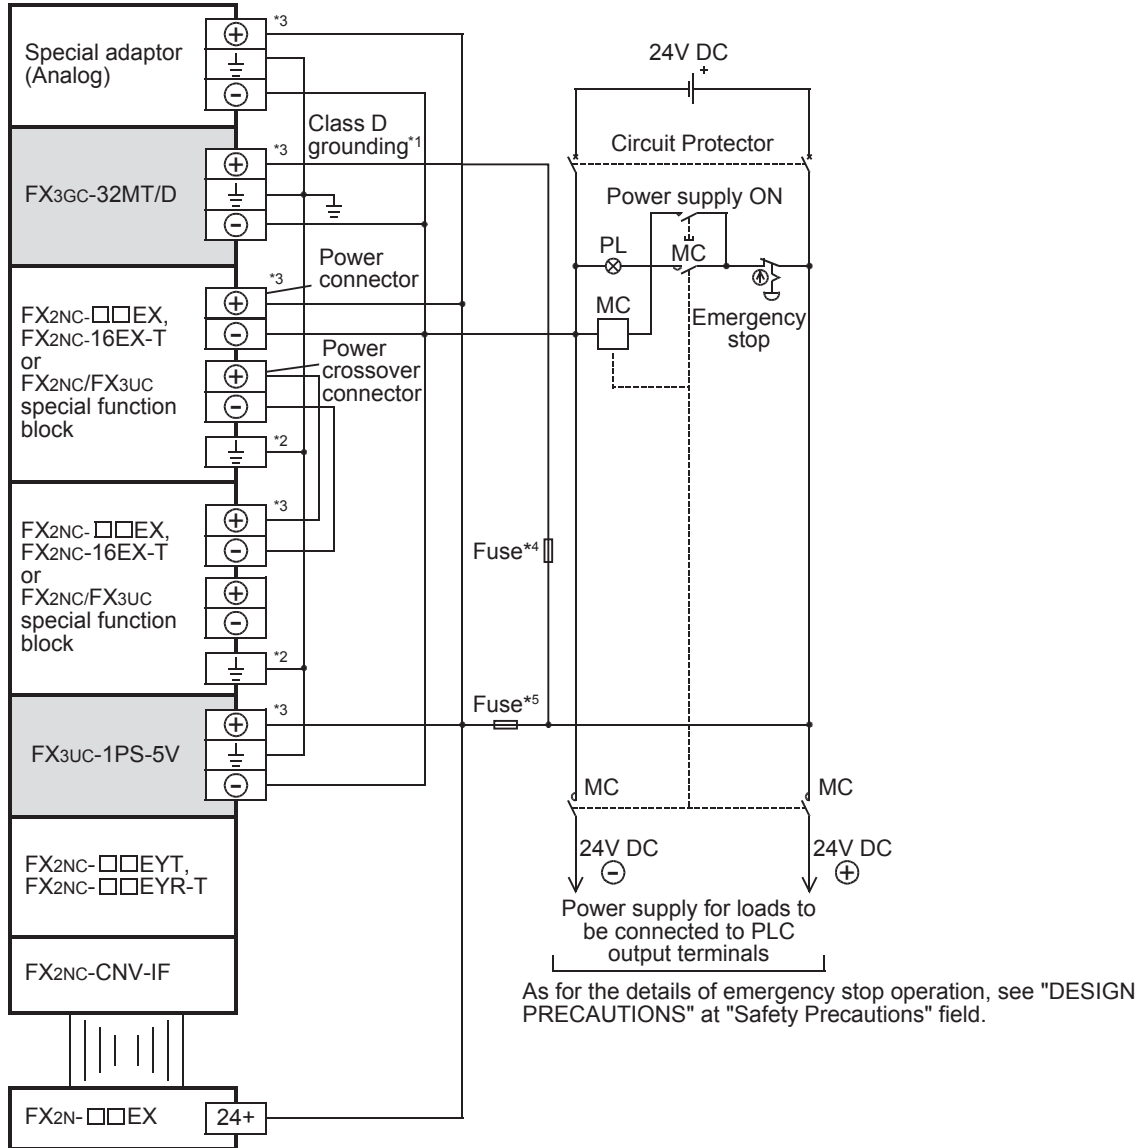 Special adaptor
(Analog)
⊕ *3
⊖
Class D
grounding*1
FX3GC-32MT/D
⊕ *3
⊖
Power
connector
FX2NC-□□EX,
FX2NC-16EX-T
or
FX2NC/FX3UC
special function
block
⊕ *3
⊖
Power
crossover
connector
⊕
⊖
*2
FX2NC-□□EX,
FX2NC-16EX-T
or
FX2NC/FX3UC
special function
block
⊕ *3
⊖
⊕
⊖
*2
FX3UC-1PS-5V
⊕ *3
⊖
FX2NC-□□EYT,
FX2NC-□□EYR-T
FX2NC-CNV-IF
FX2N-□□EX
24+
Fuse*4
Fuse*5
24V DC
+
Circuit Protector
Power supply ON
PL
MC
MC
Emergency
stop
MC
MC
24V DC
⊖
24V DC
⊕
Power supply for loads to
be connected to PLC
output terminals
As for the details of emergency stop operation, see "DESIGN
PRECAUTIONS" at "Safety Precautions" field.